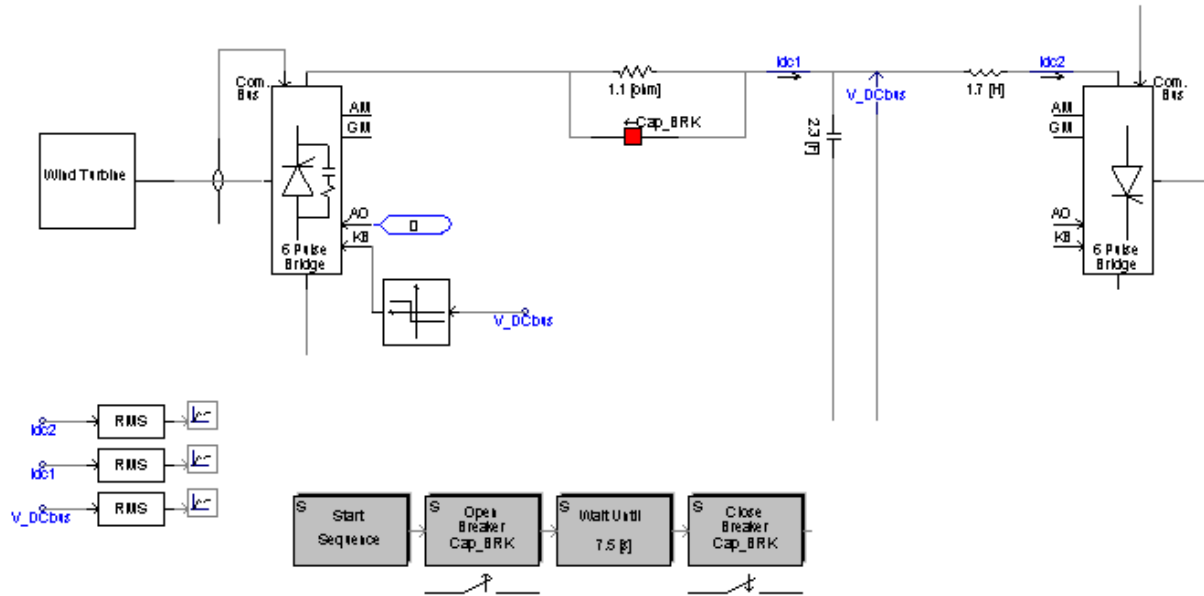 Com.
Bus
AM
GM
AO
KB
6 Pulse
Bridge
Wind Turbine
0
V_DCbus
1.1 [ohm]
Cap_BRK
Idc1
V_DCbus
2.3 [F]
1.7 [H]
Idc2
Com.
Bus
AM
GM
AO
KB
6 Pulse
Bridge
Idc2
RMS
Idc1
RMS
V_DCbus
RMS
S
Start
Sequence
S
Open
Breaker
Cap_BRK
S
Wait Until
7.5 [s]
S
Close
Breaker
Cap_BRK